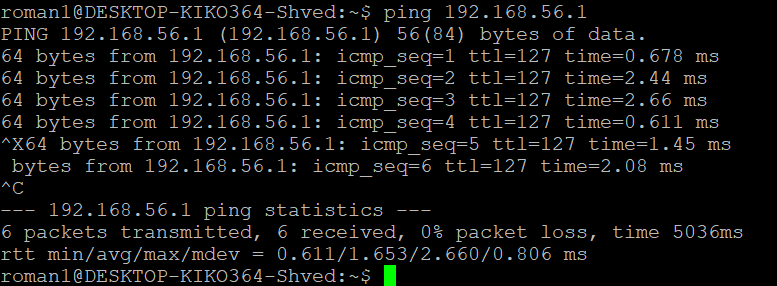 roman1@DESKTOP-KIKO364-Shved:~$ ping 192.168.56.1
PING 192.168.56.1 (192.168.56.1) 56(84) bytes of data.
64 bytes from 192.168.56.1: icmp_seq=1 ttl=127 time=0.678 ms
64 bytes from 192.168.56.1: icmp_seq=2 ttl=127 time=2.44 ms
64 bytes from 192.168.56.1: icmp_seq=3 ttl=127 time=2.66 ms
64 bytes from 192.168.56.1: icmp_seq=4 ttl=127 time=0.611 ms
^X64 bytes from 192.168.56.1: icmp_seq=5 ttl=127 time=1.45 ms
 bytes from 192.168.56.1: icmp_seq=6 ttl=127 time=2.08 ms
^C
--- 192.168.56.1 ping statistics ---
6 packets transmitted, 6 received, 0% packet loss, time 5036ms
rtt min/avg/max/mdev = 0.611/1.653/2.660/0.806 ms
roman1@DESKTOP-KIKO364-Shved:~$